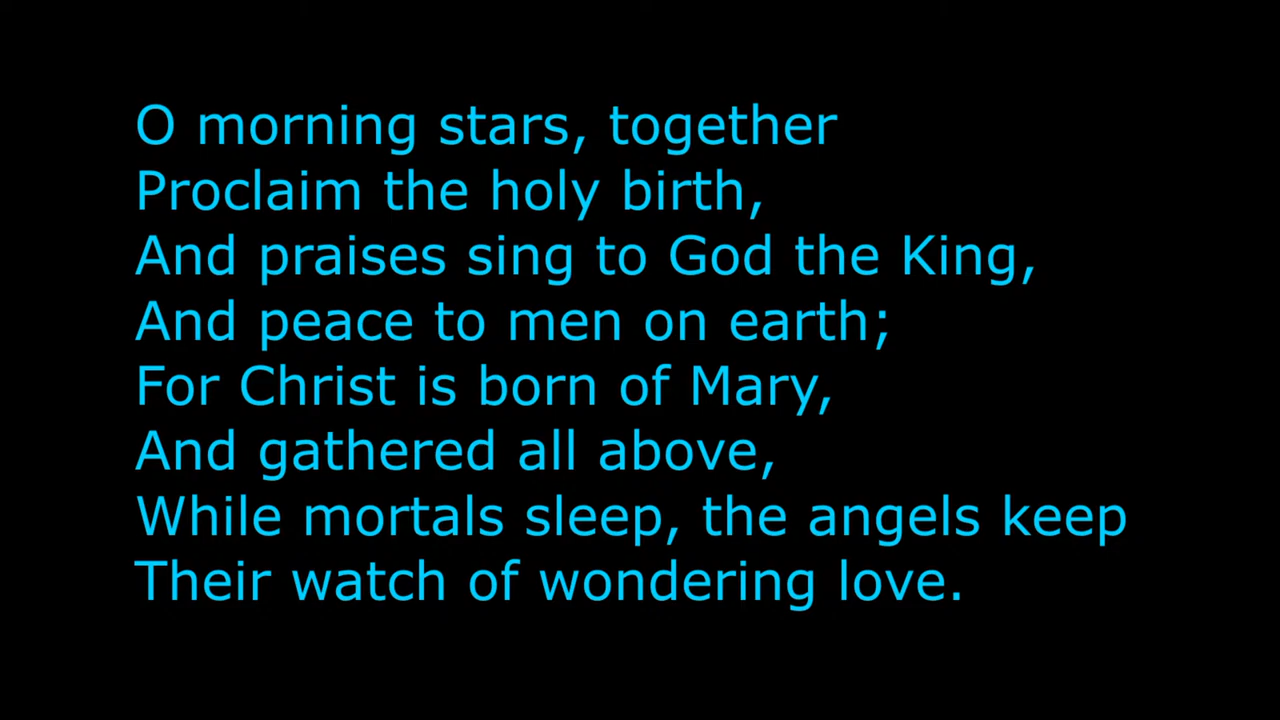 O morning stars, together
Proclaim the holy birth,
And praises sing to God the King,
And peace to men on earth;
For Christ is born of Mary,
And gathered all above,
While mortals sleep, the angels keep
Their watch of wondering love.